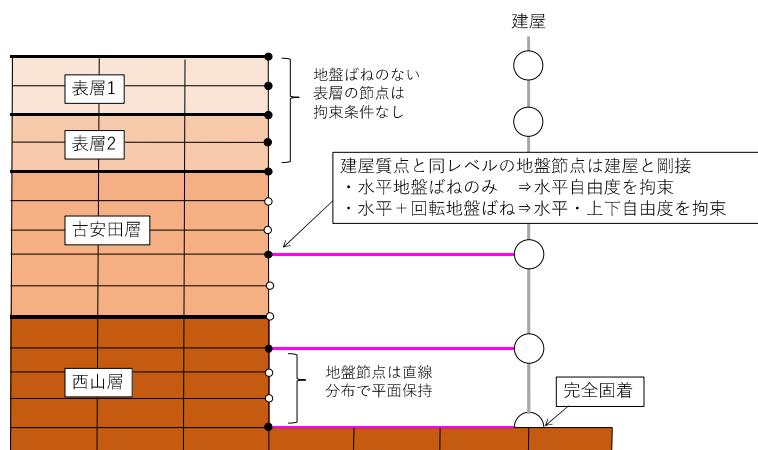 建屋
表層1
地盤ばねのない
表層の節点は
拘束条件なし
表層2
建屋質点と同レベルの地盤節点は建屋と剛接
・水平地盤ばねのみ　⇒水平自由度を拘束
・水平＋回転地盤ばね⇒水平・上下自由度を拘束
古安田層
西山層
地盤節点は直線
分布で平面保持
完全固着